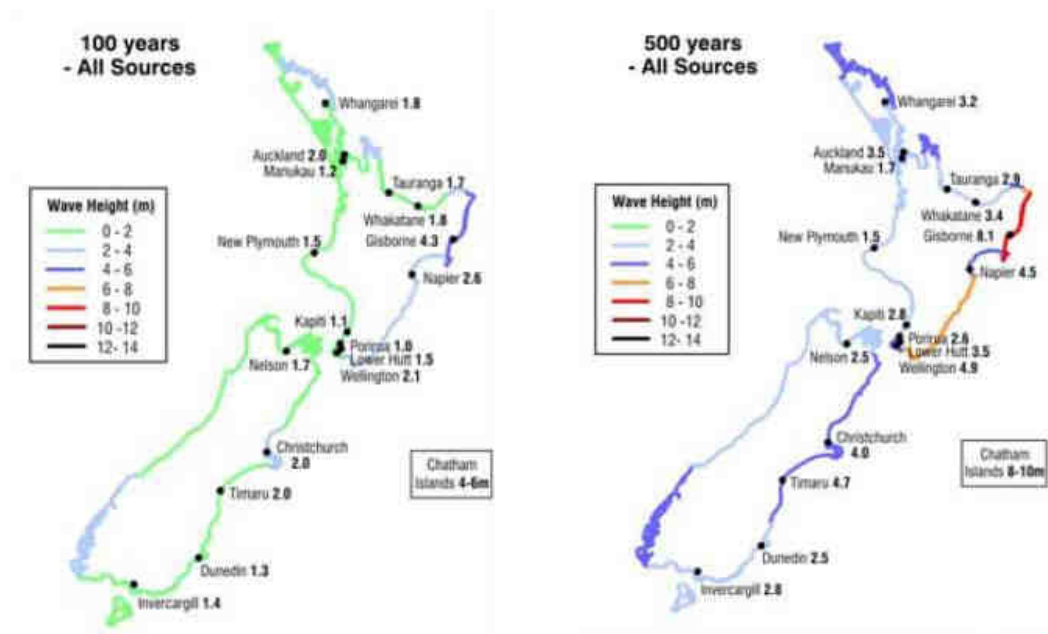 100 years
- All Sources
Whangarei 1.8
Auckland 2.0
Manukau 1.2
Tauranga 1.7
Whakatane 1.8
Gisborne 4.3
New Plymouth 1.5
Napier 2.6
Wave Height (m)
0 - 2
2 - 4
4 - 6
6 - 8
8 - 10
10 -12
12- 14
Kapiti 1.1
Porirua 1.0
Lower Hutt 1.5
Nelson 1.7
Wellington 2.1
Christchurch
2.0
Chatham
Islands 4-6m
Timaru 2.0
Dunedin 1.3
Invercargill 1.4
500 years
- All Sources
Whangarei 3.2
Auckland 3.5
Manukau 1.7
Tauranga 2.9
Whakatane 3.4
Gisborne 8.1
New Plymouth 1.5
Napier 4.5
Wave Height (m)
0 - 2
2 - 4
4 - 6
6 - 8
8 - 10
10 -12
12- 14
Kapiti 2.8
Porirua 2.6
Lower Hutt 3.5
Nelson 2.5
Wellington 4.9
Christchurch
4.0
Chatham
Islands 8-10m
Timaru 4.7
Dunedin 2.5
Invercargill 2.8